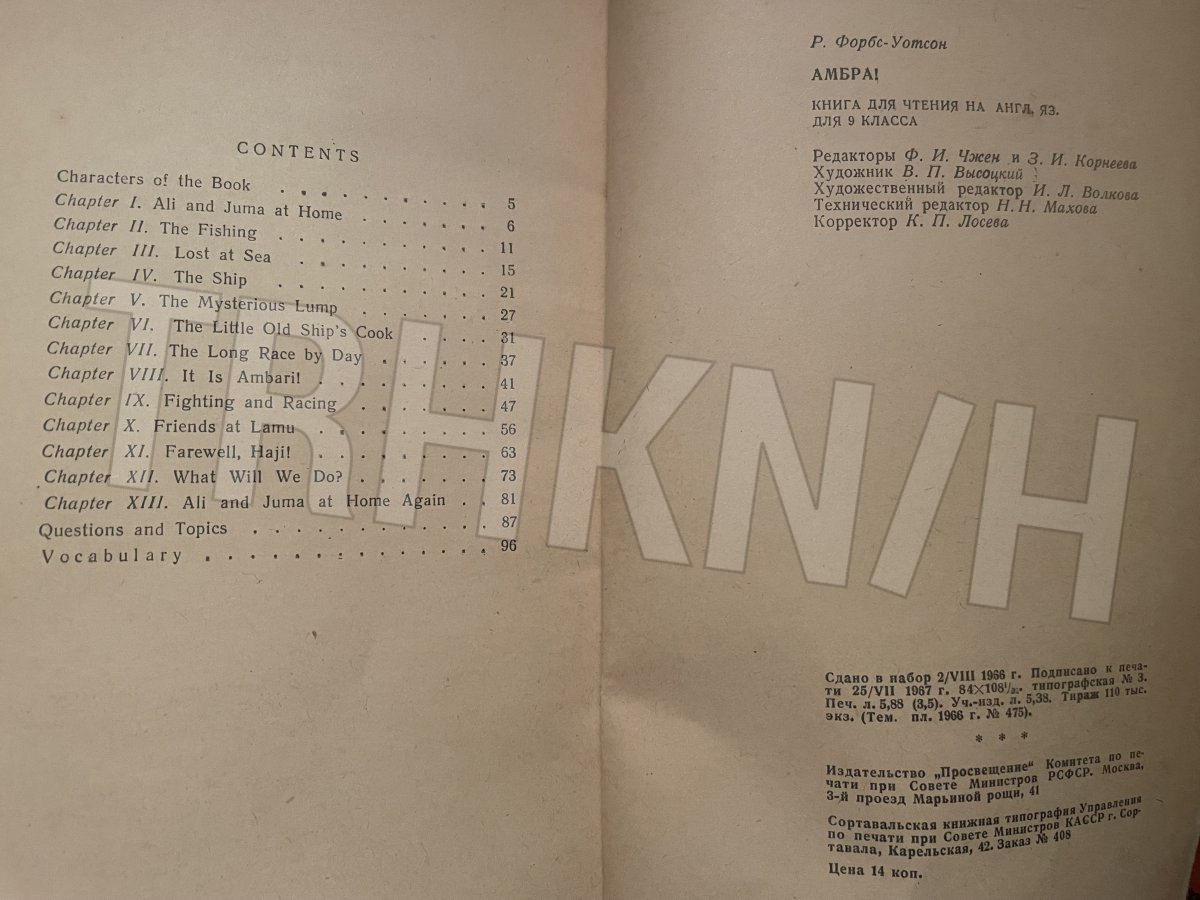 CONTENTS
Characters of the Book . . . . . . . . . . 5
Chapter I. Ali and Juma at Home . . . . . . 6
Chapter II. The Fishing . . . . . . . . . . 11
Chapter III. Lost at Sea . . . . . . . . . 15
Chapter IV. The Ship . . . . . . . . . . 21
Chapter V. The Mysterious Lump . . . . . . 27
Chapter VI. The Little Old Ship's Cook . . . . 31
Chapter VII. The Long Race by Day . . . . . 37
Chapter VIII. It Is Ambari! . . . . . . . . 41
Chapter IX. Fighting and Racing . . . . . . 47
Chapter X. Friends at Lamu . . . . . . . . 56
Chapter XI. Farewell, Haji! . . . . . . . . 63
Chapter XII. What Will We Do? . . . . . . 73
Chapter XIII. Ali and Juma at Home Again . . 81
Questions and Topics . . . . . . . . . . . 87
Vocabulary . . . . . . . . . . . . . 96
Р. Форбс-Уотсон
АМБРА!
КНИГА ДЛЯ ЧТЕНИЯ НА АНГЛ. ЯЗ.
ДЛЯ 9 КЛАССА
Редакторы Ф. И. Чжен и З. И. Корнеева
Художник В. П. Высоцкий
Художественный редактор И. Л. Волкова
Технический редактор Н. Н. Махова
Корректор К. П. Лосева
Сдано в набор 2/VIII 1966 г. Подписано к печа-
ти 25/VII 1967 г. 84×108¹/₃₂. типографская № 3.
Печ. л. 5,88 (3,5). Уч.-изд. л. 5,38. Тираж 110 тыс.
экз. (Тем. пл. 1966 г. № 475).
* * *
Издательство „Просвещение“ Комитета по пе-
чати при Совете Министров РСФСР. Москва,
3-й проезд Марьиной рощи, 41
Сортавальская книжная типография Управления
по печати при Совете Министров КАССР г. Сор-
тавала, Карельская, 42. Заказ № 408
Цена 14 коп.
TRHKN/H